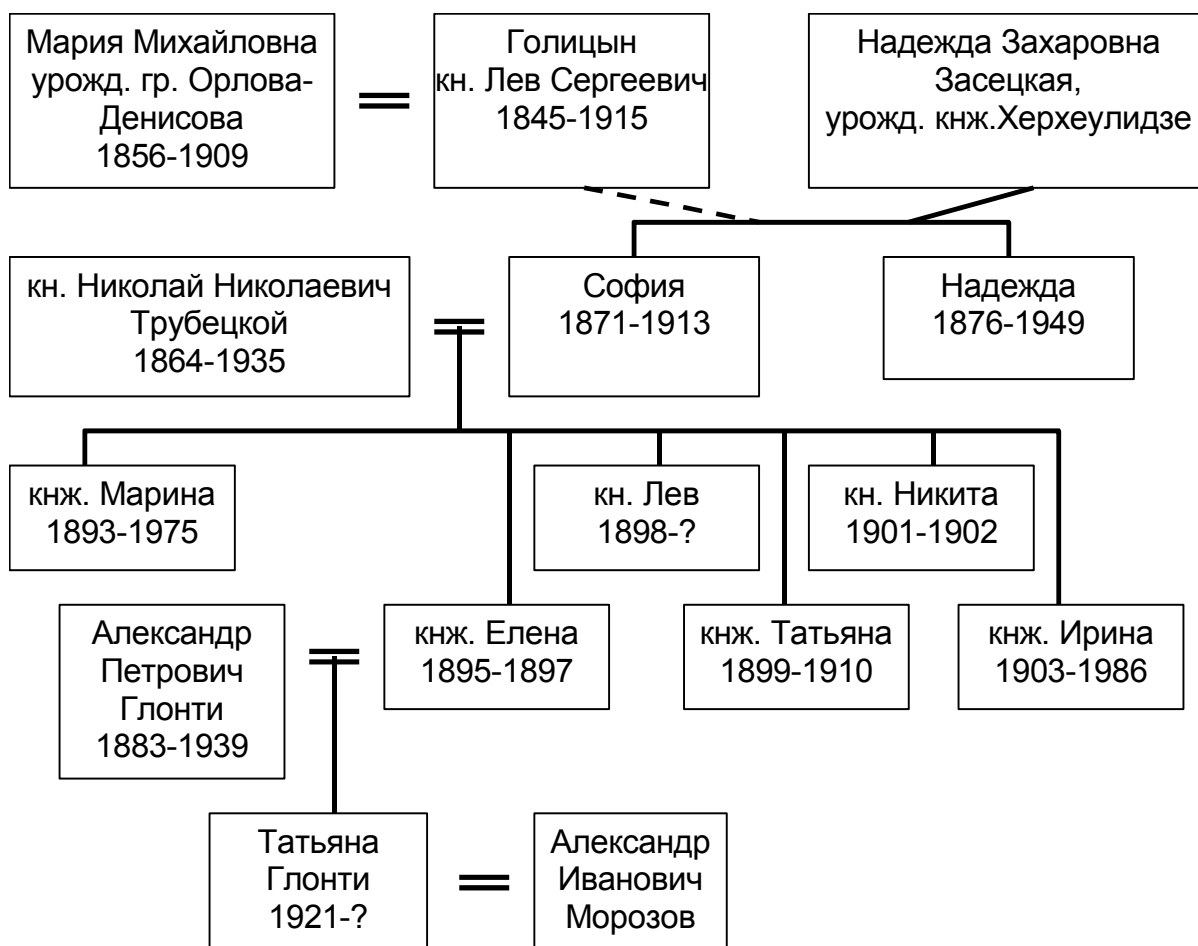 Мария Михайловна
урожд. гр. Орлова-
Денисова
1856-1909
Голицын
кн. Лев Сергеевич
1845-1915
Надежда Захаровна
Засецкая,
урожд. кнж.Херхеулидзе
кн. Николай Николаевич
Трубецкой
1864-1935
София
1871-1913
Надежда
1876-1949
кнж. Марина
1893-1975
кн. Лев
1898-?
кн. Никита
1901-1902
Александр
Петрович
Глонти
1883-1939
кнж. Елена
1895-1897
кнж. Татьяна
1899-1910
кнж. Ирина
1903-1986
Татьяна
Глонти
1921-?
Александр
Иванович
Морозов